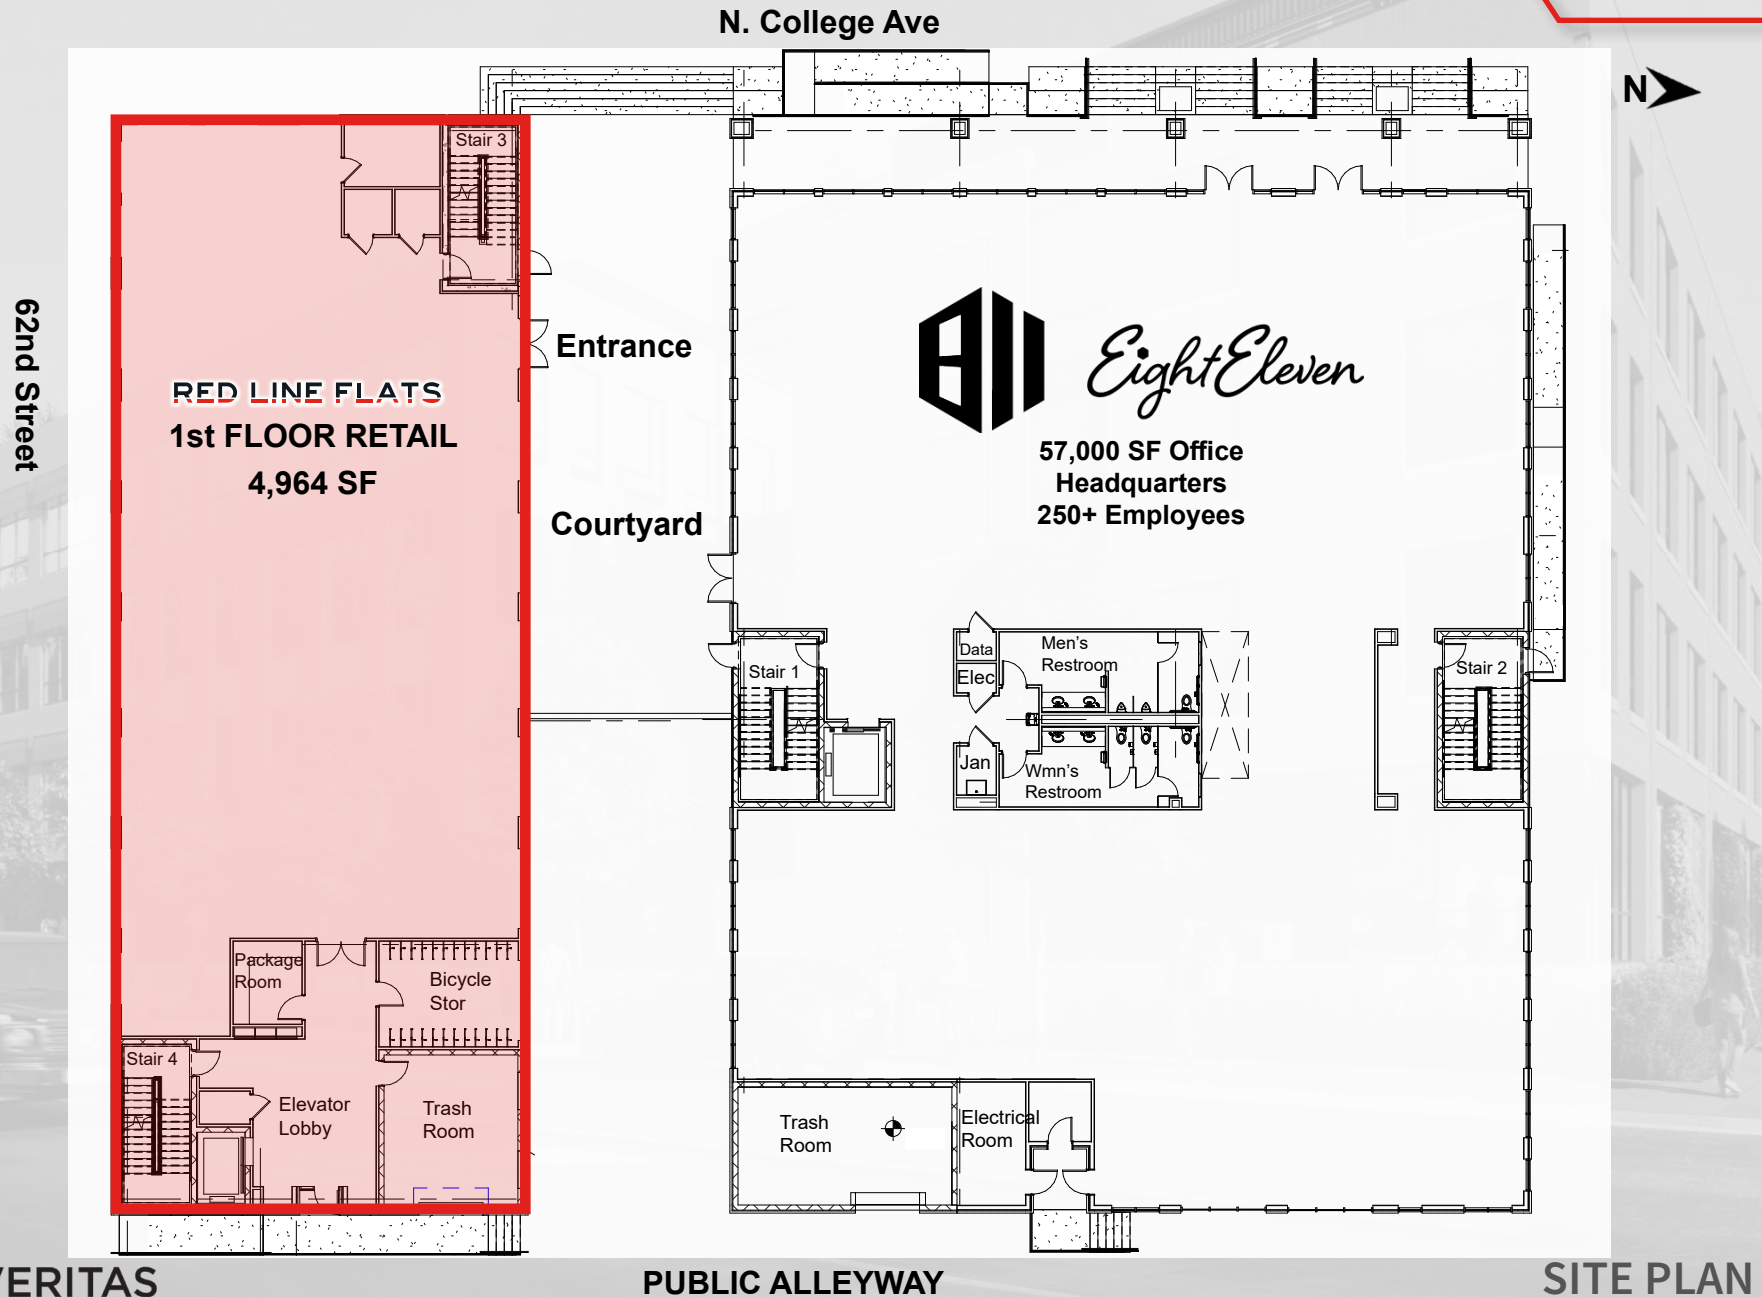 N. College Ave
N
Stair 3
62nd Street
Entrance
RED LINE FLATS
1st FLOOR RETAIL
4,964 SF
811
EightEleven
57,000 SF Office
Headquarters
250+ Employees
Courtyard
Stair 1
Data
Elec
Men's
Restroom
Stair 2
Jan
Wmn's
Restroom
Package
Room
Bicycle
Stor
Stair 4
Elevator
Lobby
Trash
Room
Trash
Room
Electrical
Room
VERITAS
PUBLIC ALLEYWAY
SITE PLAN